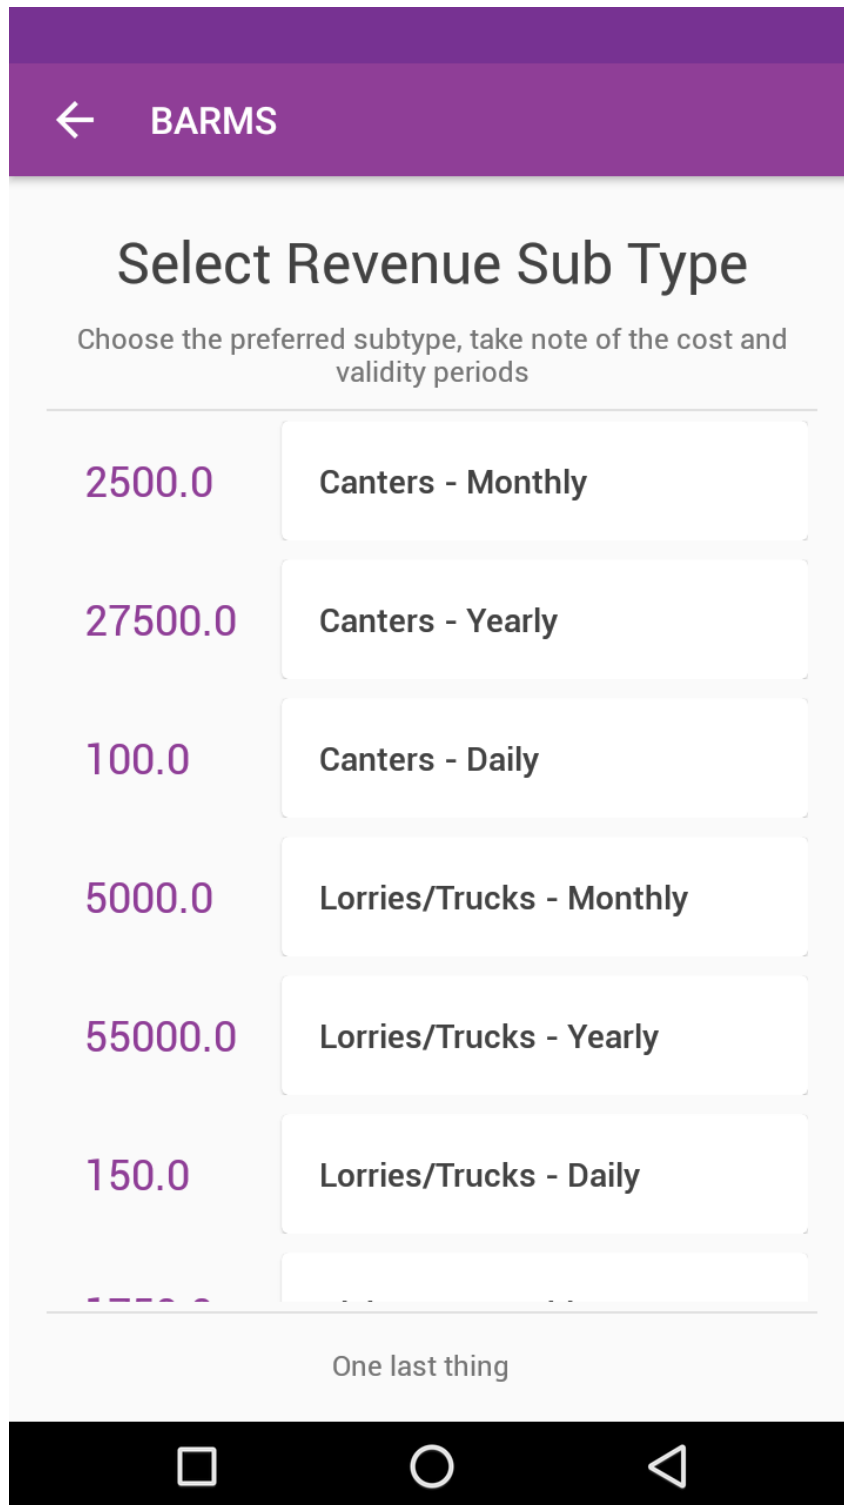 BARMS
Select Revenue Sub Type
Choose the preferred subtype, take note of the cost and
validity periods
2500.0 Canters - Monthly
27500.0 Canters - Yearly
100.0 Canters - Daily
5000.0 Lorries/Trucks - Monthly
55000.0 Lorries/Trucks - Yearly
150.0 Lorries/Trucks - Daily
One last thing